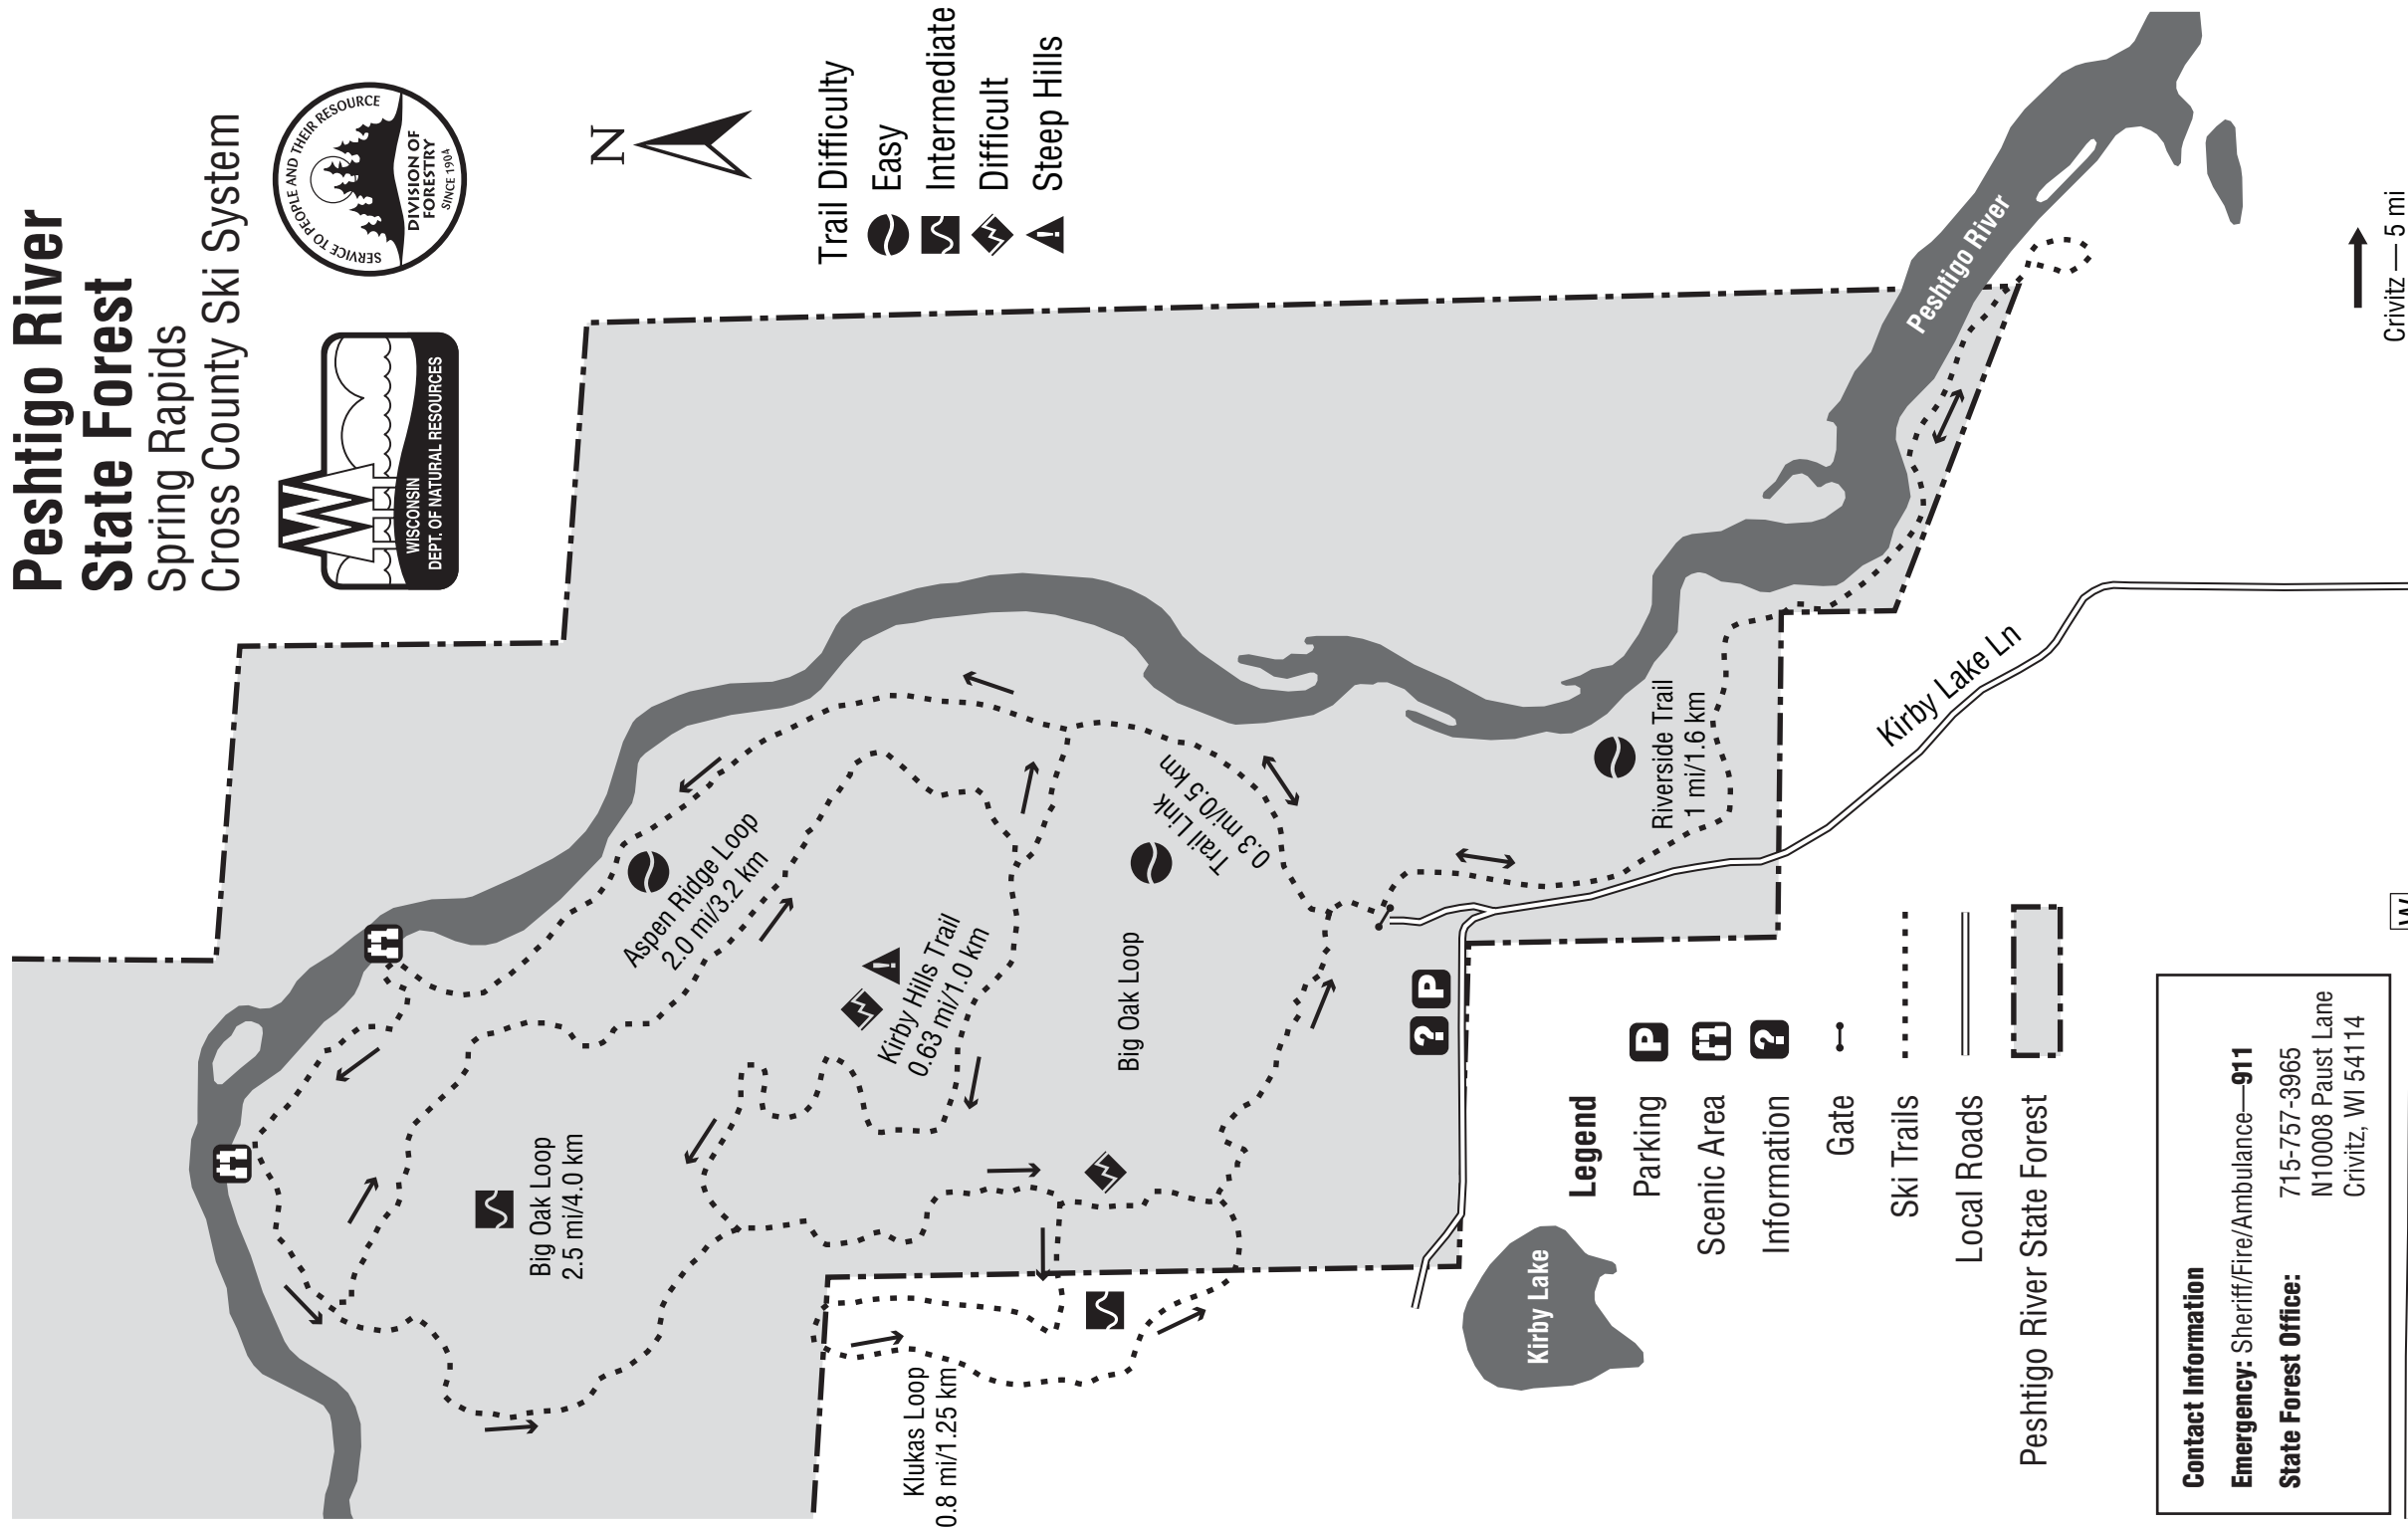 Peshtigo River
State Forest
Spring Rapids
Cross County Ski System
WISCONSIN
DEPT. OF NATURAL RESOURCES
SERVICE TO PEOPLE AND THEIR RESOURCE
DIVISION OF
FORESTRY
SINCE 1904
N
Trail Difficulty
Easy
Intermediate
Difficult
! Steep Hills
Big Oak Loop
2.5 mi/4.0 km
Aspen Ridge Loop
2.0 mi/3.2 km
!
Kirby Hills Trail
0.63 mi/1.0 km
Klukas Loop
0.8 mi/1.25 km
Big Oak Loop
Trail Link
0.3 mi/0.5 km
Riverside Trail
1 mi/1.6 km
Peshtigo River
? P
Kirby Lake
Kirby Lake Ln
Legend
Parking P
Scenic Area
Information ?
Gate
Ski Trails
Local Roads
Peshtigo River State Forest
Contact Information
Emergency: Sheriff/Fire/Ambulance—911
State Forest Office: 715-757-3965
N10008 Paust Lane
Crivitz, WI 54114
W
Crivitz — 5 mi